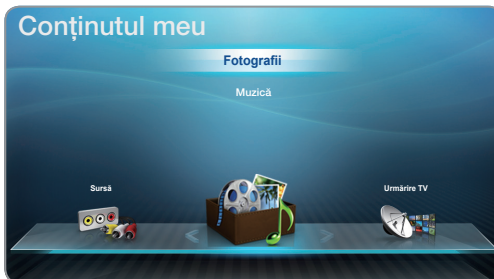 Conținutul meu
Fotografii
Muzică
Sursă
Urmărire TV